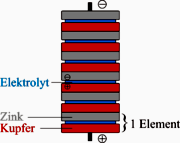 ⊖
Elektrolyt
⊖
⊕
Zink
Kupfer
1 Element
⊕